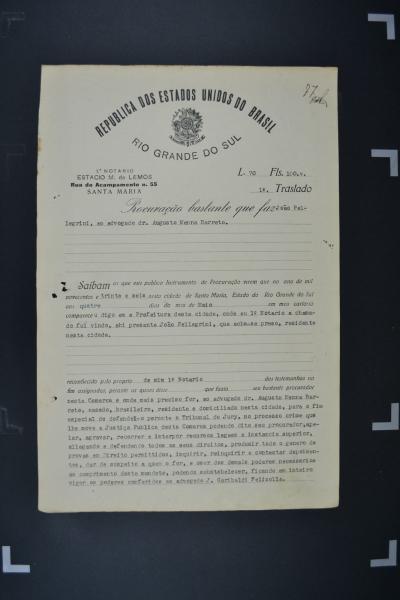 REPUBLICA DOS ESTADOS UNIDOS DO BRASIL
RIO GRANDE DO SUL
1º NOTARIO
ESTACIO M. de LEMOS
Rua do Acampamento n. 55
SANTA MARIA
L. 70 Fls. 100.v.
1º. Traslado
Procuração bastante que faz João Pel-
legrini, ao advogado dr. Augusto Menna Barreto.
Saibam os que este publico Instrumento de Procuração virem que no ano de mil
novecentos e trinta e seis nesta cidade de Santa Maria, Estado do Rio Grande do Sul
aos quatro dias do mes de Maio em meu cartorio
compareceu digo em a Prefeitura desta cidade, onde eu 1º Notario a chama-
do fui vindo, ahi presente João Pellegrini, que acha-se preso, residente
nesta cidade.
reconhecido pelo proprio de mim 1º Notario e das testemunhas no
fim assignadas, perante as quaes disse que fazia seu bastante procurador
nesta Comarca e onde mais preciso for, ao advogado dr. Augusto Menna Bar-
reto, casado, brasileiro, residente e domiciliado nesta cidade, para o fim
especial de defendel-o perante o Tribunal do Jury, no processo crime que
lhe move a Justiça Publica desta Comarca podendo dito seu procurador, ape-
lar, agravar, recorrer e interpor recursos legaes á instancia superior,
allegando e defendendo todos os seus direitos, produzir todo o genero de
provas em Direito permittidas, inquirir, reinquirir e contestar depoimen-
tos, dar de suspeito a quem o for, e usar dos demais poderes necessarios
ao cumprimento deste mandato, podendo substabelecer, ficando em inteiro
vigor os poderes conferidos ao advogado J. Garibaldi Felizolla.